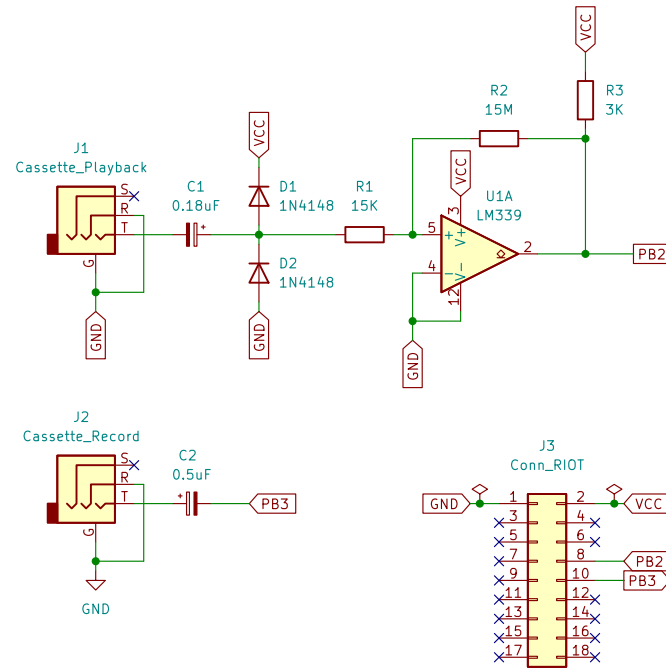 VCC
R2
15M
R3
3K
J1
Cassette_Playback
VCC
VCC
S
R
T
G
C1
0.18uF
+
D1
1N4148
R1
15K
U1A
LM339
5
+
V+
3
4
-
V-
12
2
PB2
D2
1N4148
GND
GND
GND
J2
Cassette_Record
S
R
T
G
C2
0.5uF
+
PB3
GND
J3
Conn_RIOT
GND
1
2
VCC
3
4
5
6
7
8
PB2
9
10
PB3
11
12
13
14
15
16
17
18